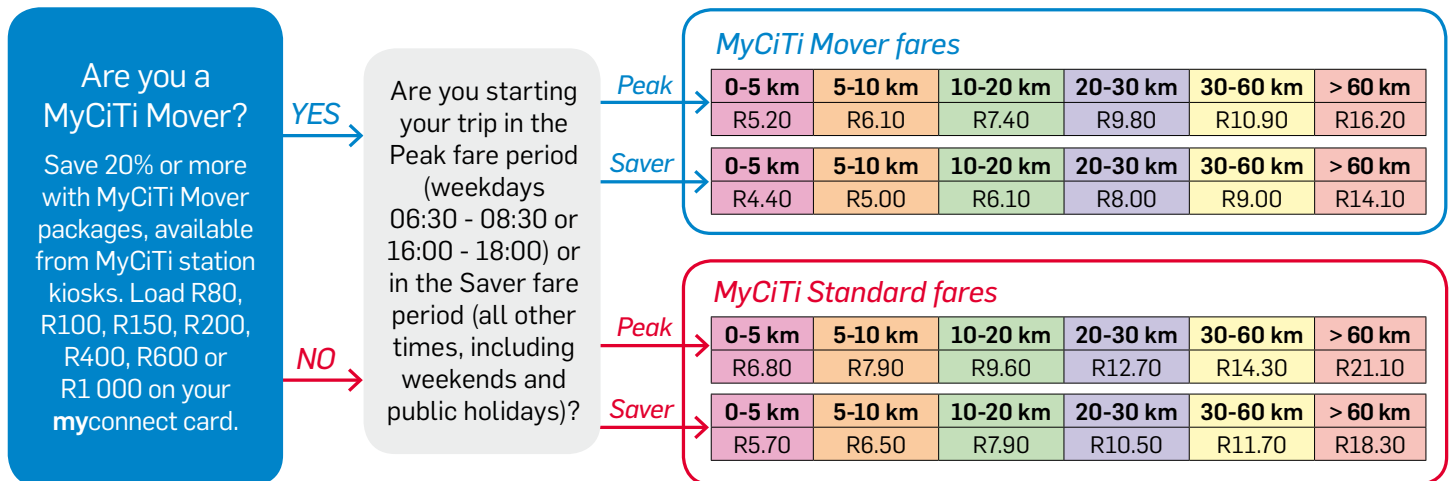 Are you a
MyCiTi Mover?
Save 20% or more
with MyCiTi Mover
packages, available
from MyCiTi station
kiosks. Load R80,
R100, R150, R200,
R400, R600 or
R1 000 on your
myconnect card.
YES
NO
Are you starting
your trip in the
Peak fare period
(weekdays
06:30 - 08:30 or
16:00 - 18:00) or
in the Saver fare
period (all other
times, including
weekends and
public holidays)?
MyCiTi Mover fares
Peak
0-5 km 5-10 km 10-20 km 20-30 km 30-60 km > 60 km
R5.20 R6.10 R7.40 R9.80 R10.90 R16.20
Saver
0-5 km 5-10 km 10-20 km 20-30 km 30-60 km > 60 km
R4.40 R5.00 R6.10 R8.00 R9.00 R14.10
MyCiTi Standard fares
Peak
0-5 km 5-10 km 10-20 km 20-30 km 30-60 km > 60 km
R6.80 R7.90 R9.60 R12.70 R14.30 R21.10
Saver
0-5 km 5-10 km 10-20 km 20-30 km 30-60 km > 60 km
R5.70 R6.50 R7.90 R10.50 R11.70 R18.30